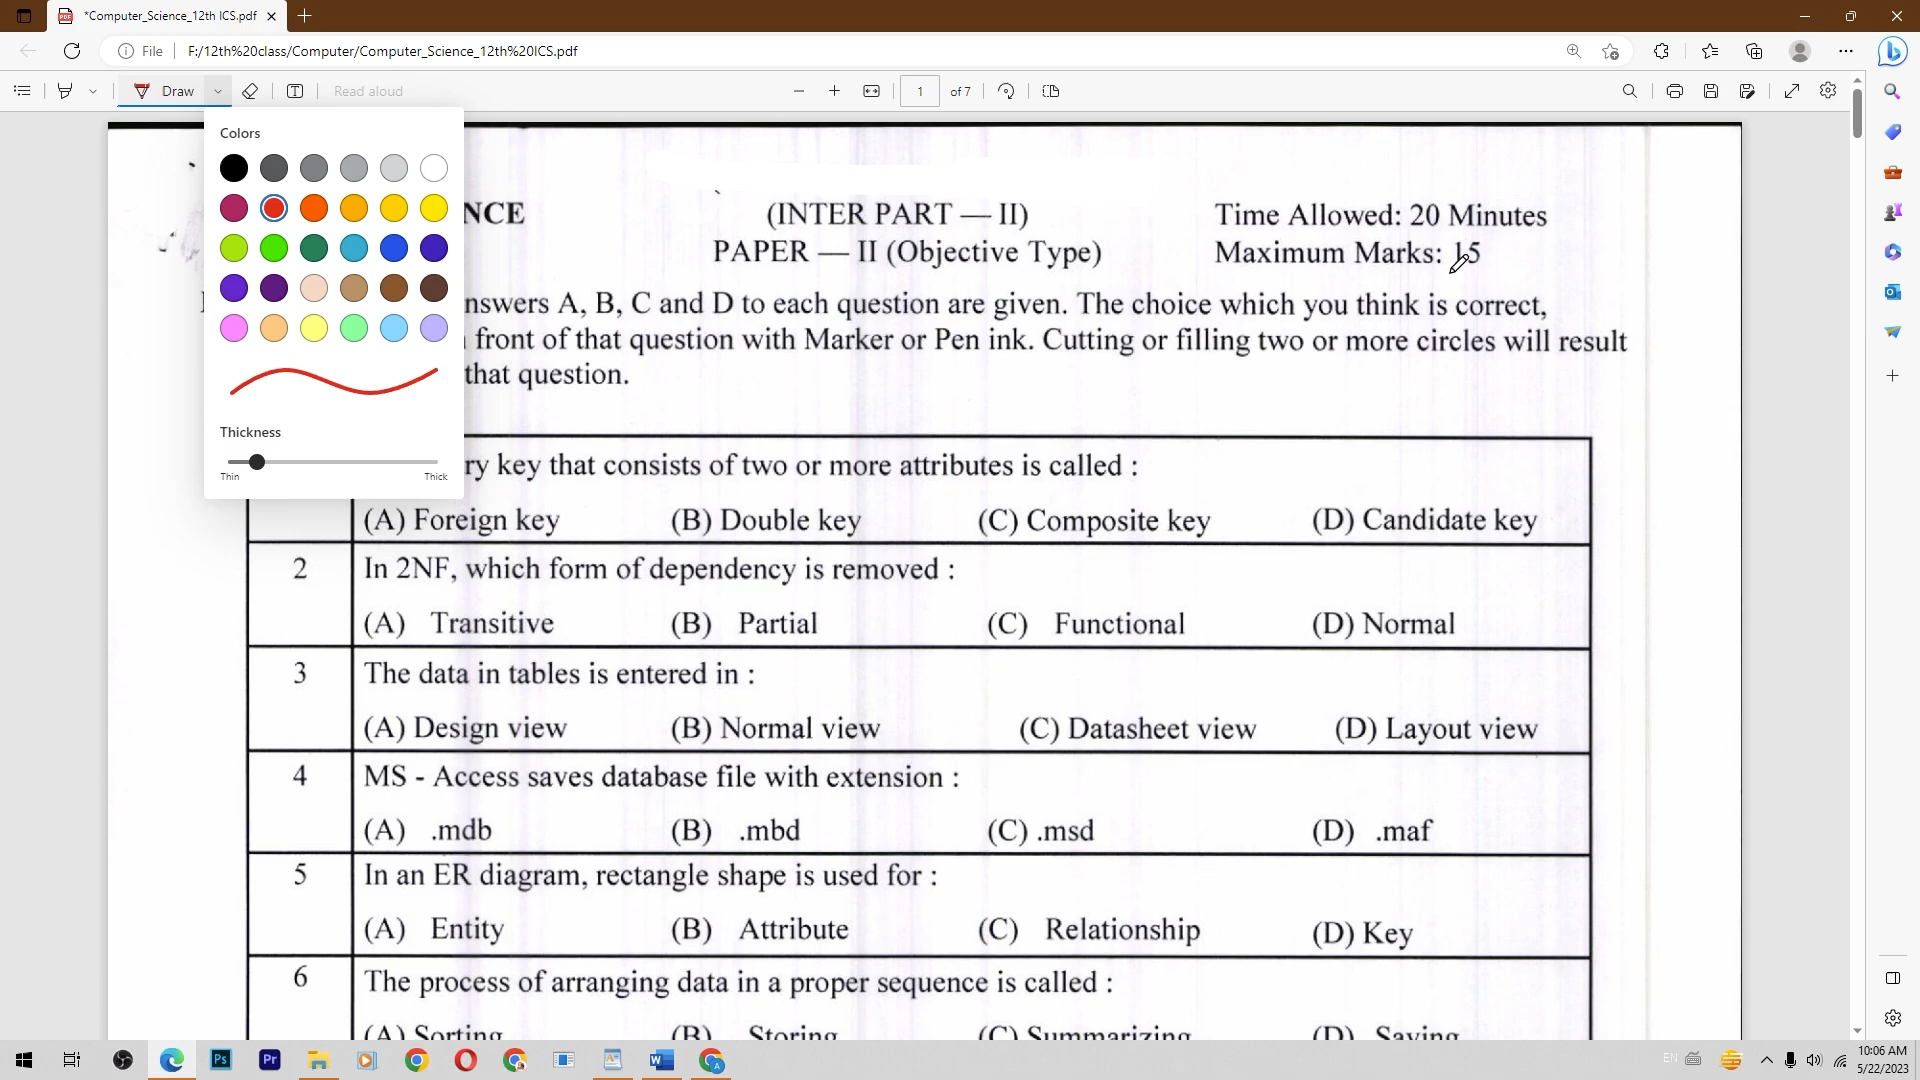 *Computer_Science_12th ICS.pdf
File
F:/12th%20class/Computer/Computer_Science_12th%20ICS.pdf
Draw
Read aloud
1
of 7
Colors
Thickness
Thin
Thick
NCE
(INTER PART — II)
Time Allowed: 20 Minutes
PAPER — II (Objective Type)
Maximum Marks: 15
nswers A, B, C and D to each question are given. The choice which you think is correct,
front of that question with Marker or Pen ink. Cutting or filling two or more circles will result
that question.
ry key that consists of two or more attributes is called :
(A) Foreign key (B) Double key (C) Composite key (D) Candidate key
2 In 2NF, which form of dependency is removed :
(A) Transitive (B) Partial (C) Functional (D) Normal
3 The data in tables is entered in :
(A) Design view (B) Normal view (C) Datasheet view (D) Layout view
4 MS - Access saves database file with extension :
(A) .mdb (B) .mbd (C) .msd (D) .maf
5 In an ER diagram, rectangle shape is used for :
(A) Entity (B) Attribute (C) Relationship (D) Key
6 The process of arranging data in a proper sequence is called :
(A) Sorting (B) Storing (C) Summarizing (D) Saving
EN
10:06 AM
5/22/2023